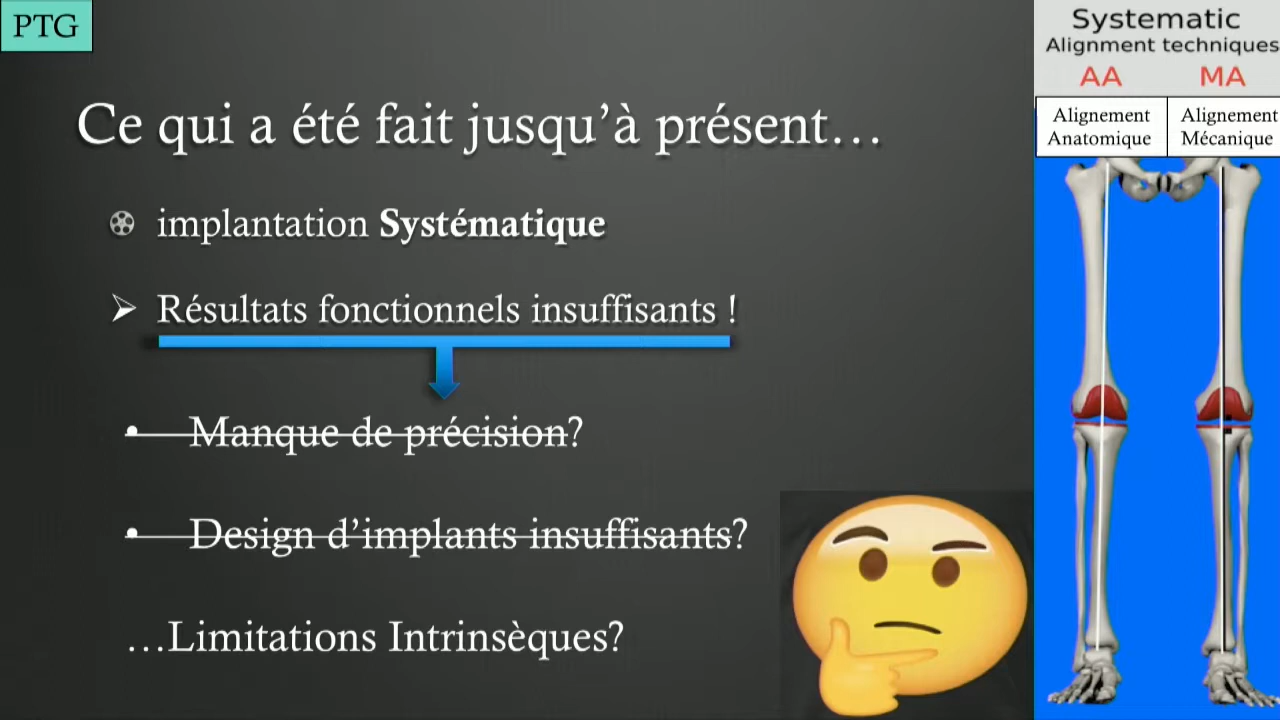 PTG
Ce qui a été fait jusqu’à présent…
implantation Systématique
Résultats fonctionnels insuffisants !
Manque de précision?
Design d’implants insuffisants?
…Limitations Intrinsèques?
Systematic
Alignment techniques
AA
MA
Alignement
Anatomique
Alignement
Mécanique